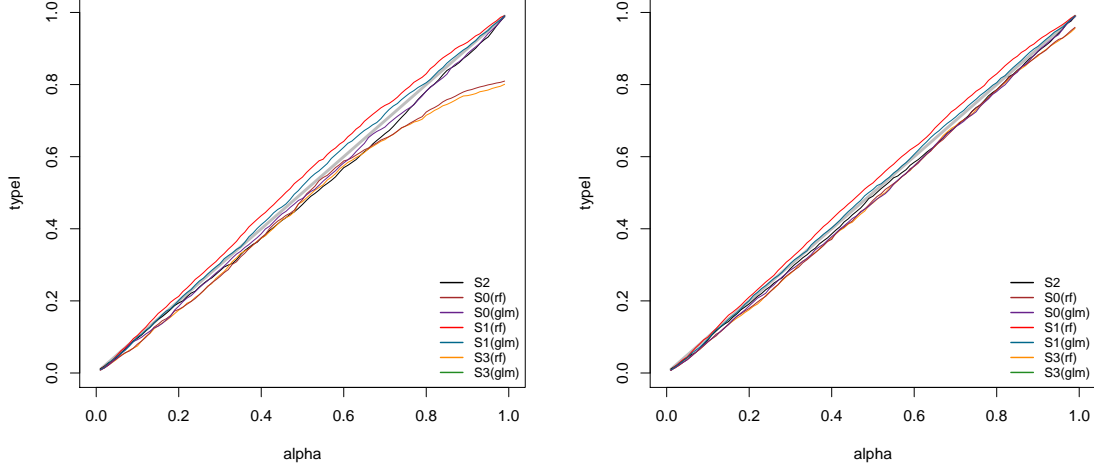 1.0
0.8
0.6
0.4
0.2
0.0
typeI
S2
S0(rf)
S0(glm)
S1(rf)
S1(glm)
S3(rf)
S3(glm)
0.0 0.2 0.4 0.6 0.8 1.0
alpha
1.0
0.8
0.6
0.4
0.2
0.0
typeI
S2
S0(rf)
S0(glm)
S1(rf)
S1(glm)
S3(rf)
S3(glm)
0.0 0.2 0.4 0.6 0.8 1.0
alpha